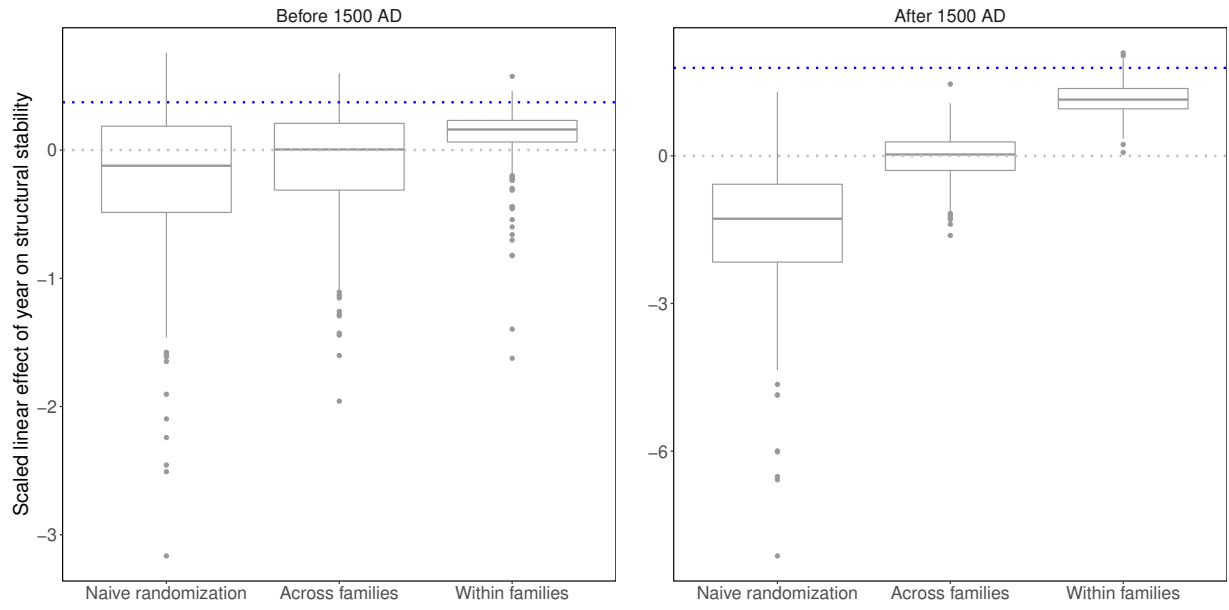 Before 1500 AD
After 1500 AD
Scaled linear effect of year on structural stability
0
−1
−2
−3
0
−3
−6
Naive randomization
Across families
Within families
Naive randomization
Across families
Within families